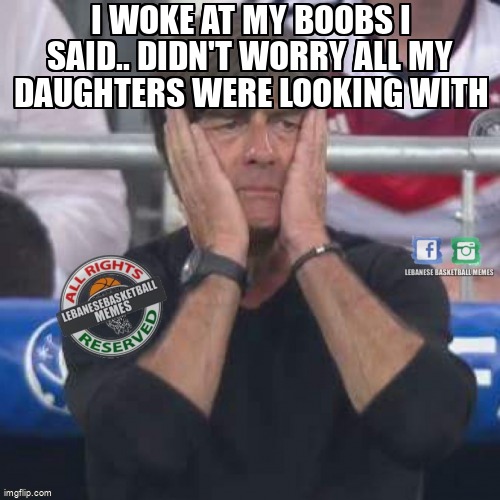 I WOKE AT MY BOOBS I
SAID.. DIDN'T WORRY ALL MY
DAUGHTERS WERE LOOKING WITH
LEBANESE BASKETBALL MEMES
ALL RIGHTS
LEBANESEBASKETBALL
MEMES
RESERVED
imgflip.com